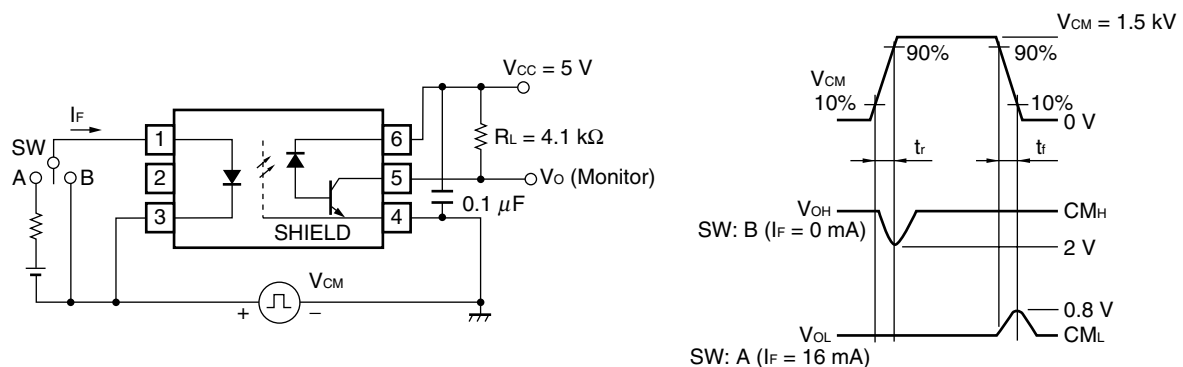 VCC = 5 V
IF
SW
A
B
1
2
3
6
5
4
SHIELD
RL = 4.1 kΩ
VO (Monitor)
0.1 μF
VCM
+
–
VCM = 1.5 kV
90%
90%
VCM
10%
10%
0 V
tr
tf
VOH
CMH
SW: B (IF = 0 mA)
2 V
0.8 V
VOL
CML
SW: A (IF = 16 mA)